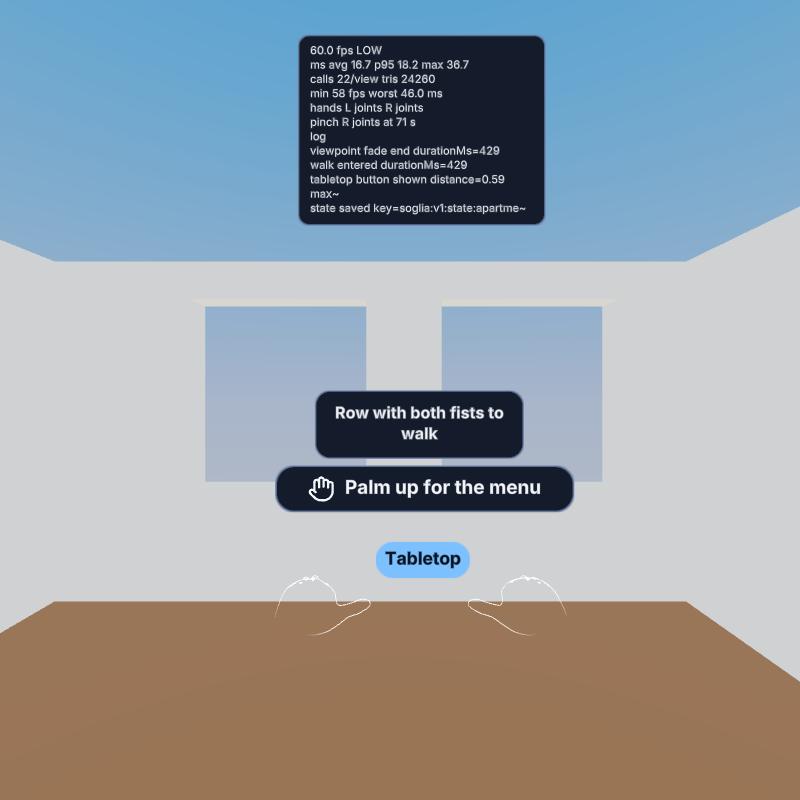 60.0 fps LOW
ms avg 16.7 p95 18.2 max 36.7
calls 22/view tris 24260
min 58 fps worst 46.0 ms
hands L joints R joints
pinch R joints at 71 s
log
viewpoint fade end durationMs=429
walk entered durationMs=429
tabletop button shown distance=0.59
max~
state saved key=soglia:v1:state:apartme~
Row with both fists to
walk
Palm up for the menu
Tabletop